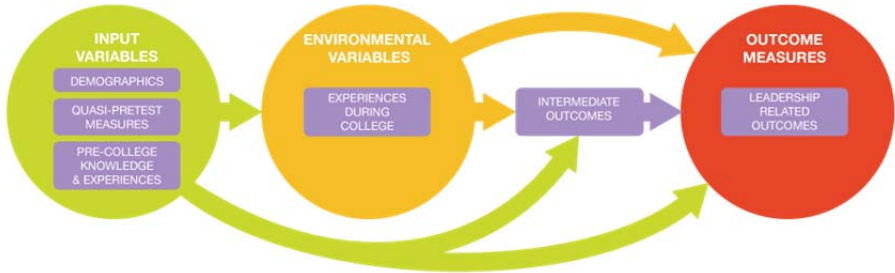 INPUT
VARIABLES
DEMOGRAPHICS
QUASI-PRETEST
MEASURES
PRE-COLLEGE
KNOWLEDGE
& EXPERIENCES
ENVIRONMENTAL
VARIABLES
EXPERIENCES
DURING
COLLEGE
INTERMEDIATE
OUTCOMES
OUTCOME
MEASURES
LEADERSHIP
RELATED
OUTCOMES